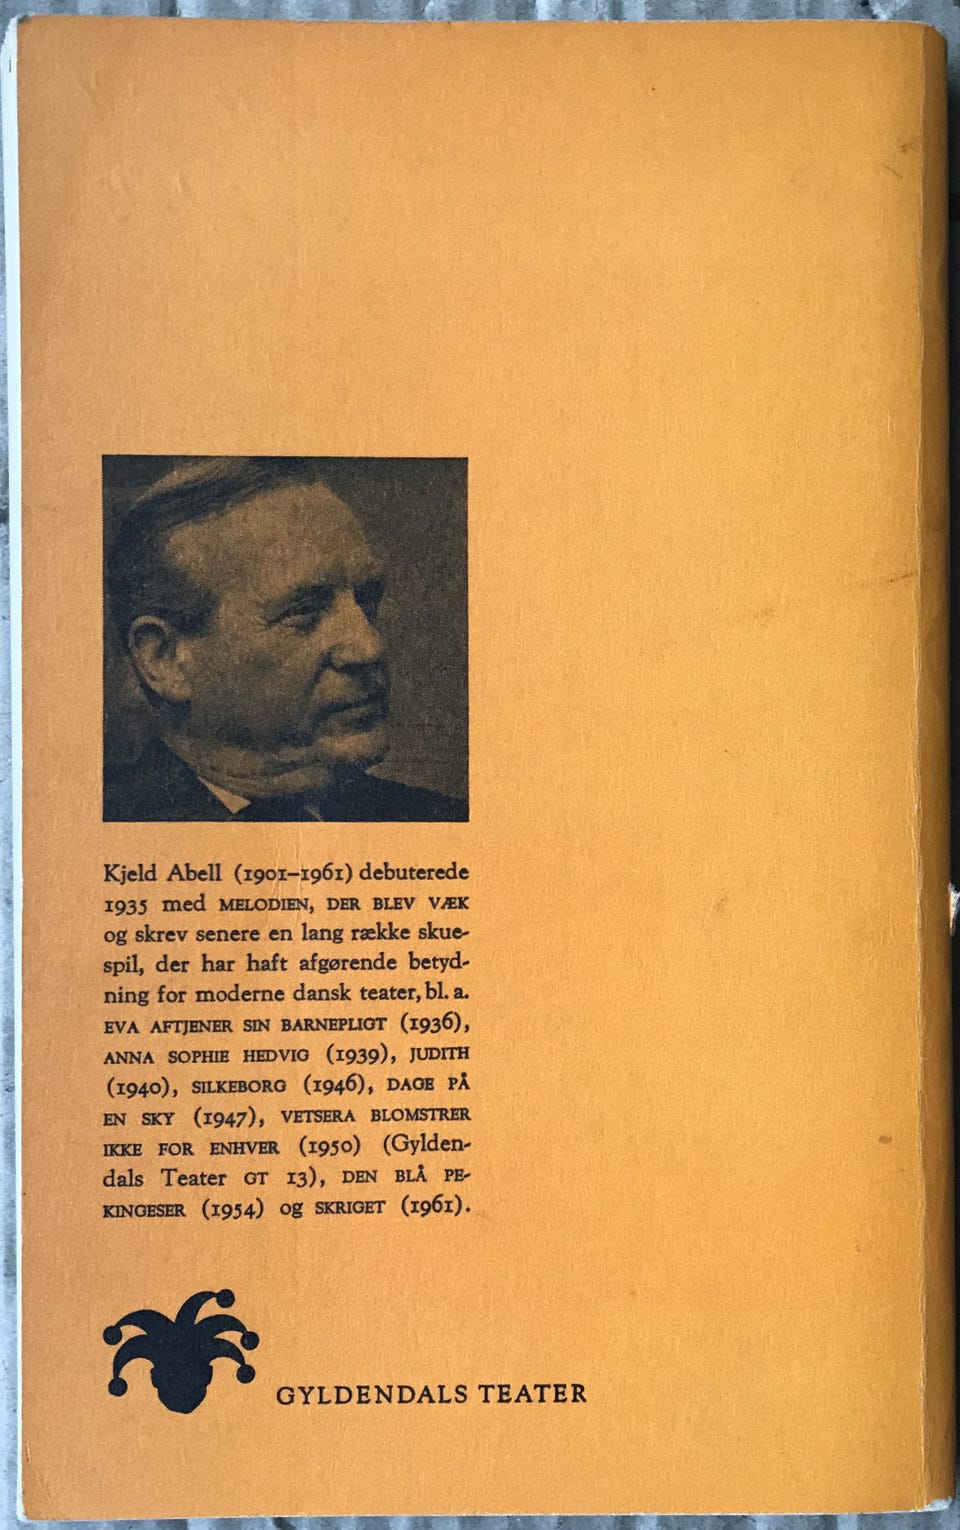 Kjeld Abell (1901–1961) debuterede
1935 med MELODIEN, DER BLEV VÆK
og skrev senere en lang række skue-
spil, der har haft afgørende betyd-
ning for moderne dansk teater, bl. a.
EVA AFTJENER SIN BARNEPLIGT (1936),
ANNA SOPHIE HEDVIG (1939), JUDITH
(1940), SILKEBORG (1946), DAGE PÅ
EN SKY (1947), VETSERA BLOMSTRER
IKKE FOR ENHVER (1950) (Gylden-
dals Teater GT 13), DEN BLÅ PE-
KINGESER (1954) og SKRIGET (1961).
GYLDENDALS TEATER